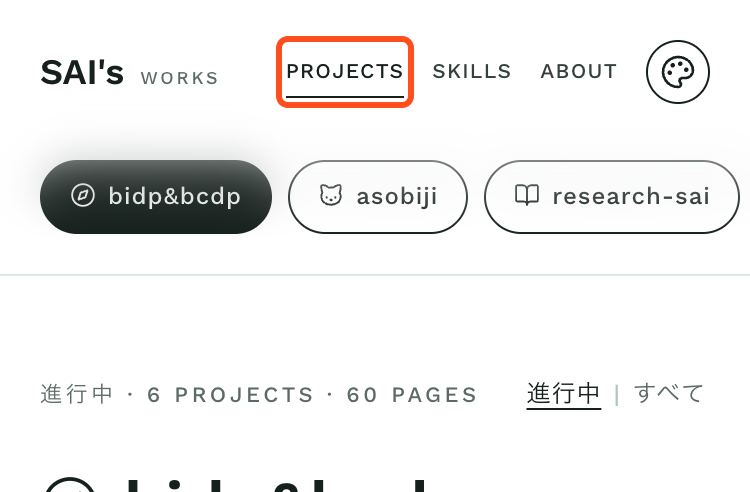 SAI's WORKS PROJECTS SKILLS ABOUT
bidp&bcdp asobiji research-sai
進行中 · 6 PROJECTS · 60 PAGES 進行中 | すべて